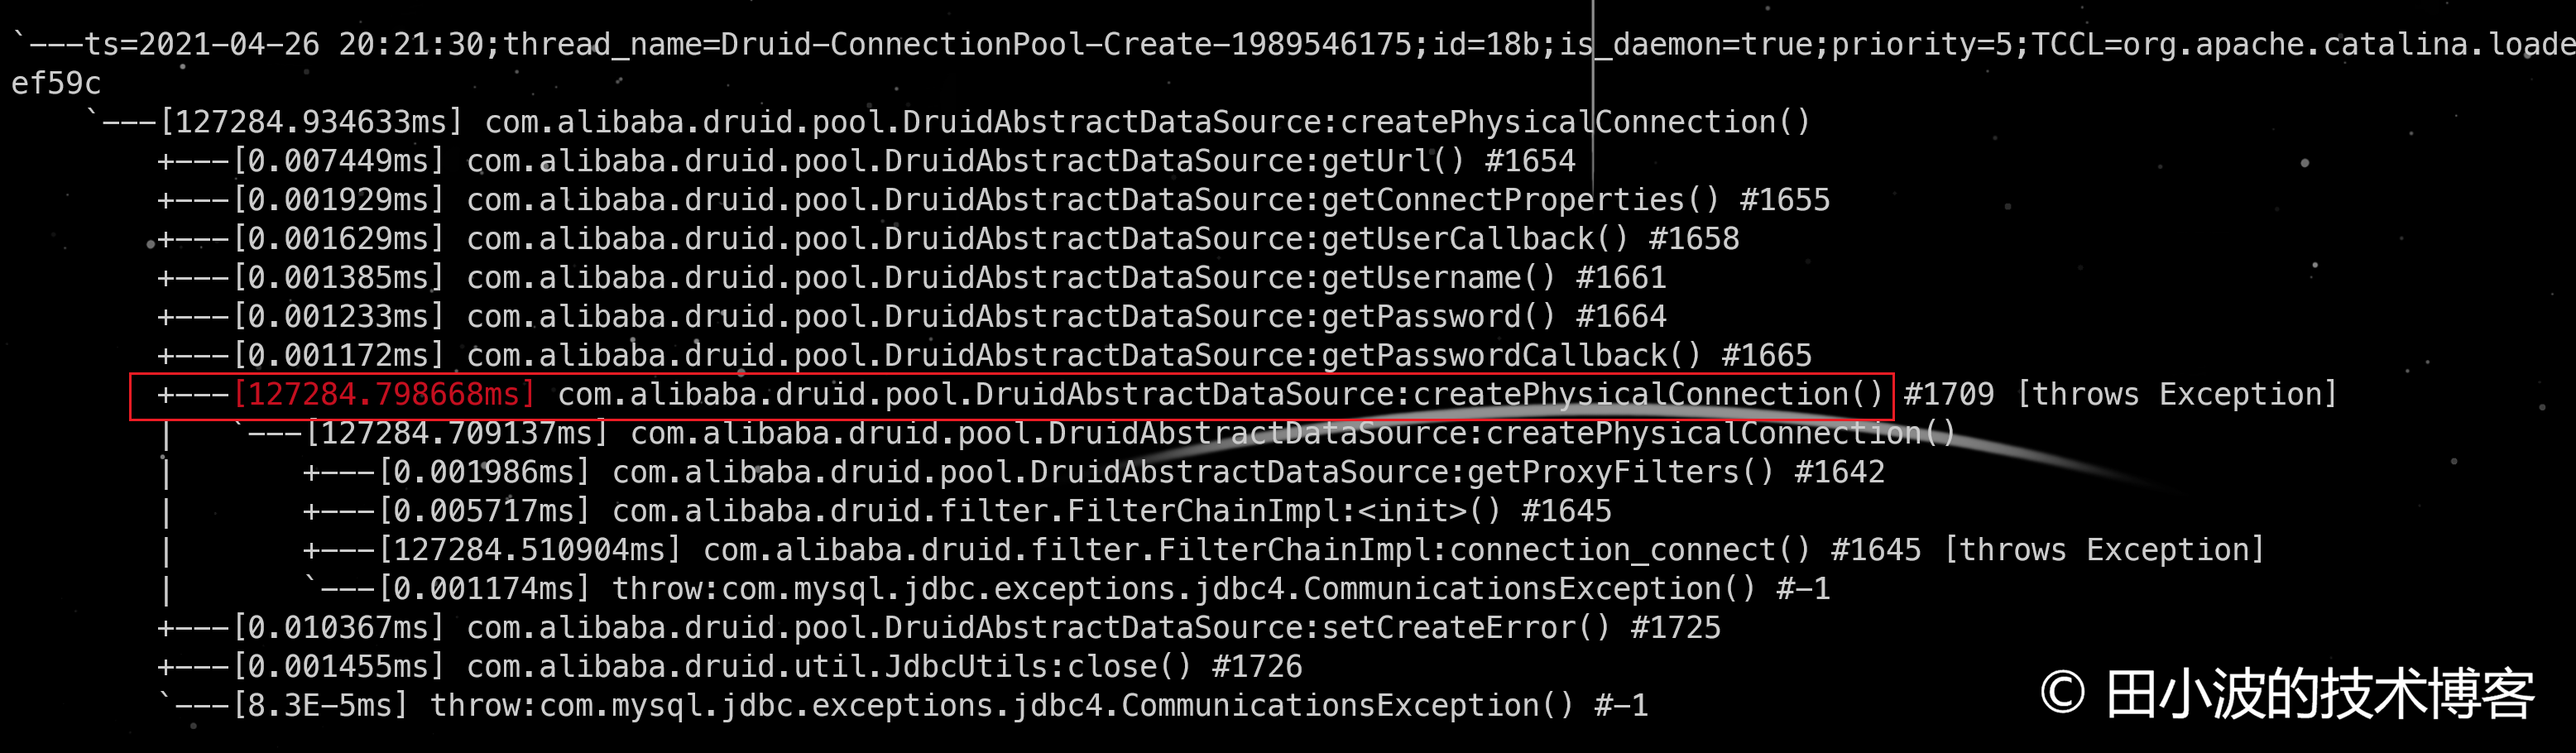 `---ts=2021-04-26 20:21:30;thread_name=Druid-ConnectionPool-Create-1989546175;id=18b;is_daemon=true;priority=5;TCCL=org.apache.catalina.loade
ef59c
    `---[127284.934633ms] com.alibaba.druid.pool.DruidAbstractDataSource:createPhysicalConnection()
        +---[0.007449ms] com.alibaba.druid.pool.DruidAbstractDataSource:getUrl() #1654
        +---[0.001929ms] com.alibaba.druid.pool.DruidAbstractDataSource:getConnectProperties() #1655
        +---[0.001629ms] com.alibaba.druid.pool.DruidAbstractDataSource:getUserCallback() #1658
        +---[0.001385ms] com.alibaba.druid.pool.DruidAbstractDataSource:getUsername() #1661
        +---[0.001233ms] com.alibaba.druid.pool.DruidAbstractDataSource:getPassword() #1664
        +---[0.001172ms] com.alibaba.druid.pool.DruidAbstractDataSource:getPasswordCallback() #1665
        +---[127284.798668ms] com.alibaba.druid.pool.DruidAbstractDataSource:createPhysicalConnection() #1709 [throws Exception]
        |   `---[127284.709137ms] com.alibaba.druid.pool.DruidAbstractDataSource:createPhysicalConnection()
        |       +---[0.001986ms] com.alibaba.druid.pool.DruidAbstractDataSource:getProxyFilters() #1642
        |       +---[0.005717ms] com.alibaba.druid.filter.FilterChainImpl:<init>() #1645
        |       +---[127284.510904ms] com.alibaba.druid.filter.FilterChainImpl:connection_connect() #1645 [throws Exception]
        |       `---[0.001174ms] throw:com.mysql.jdbc.exceptions.jdbc4.CommunicationsException() #-1
        +---[0.010367ms] com.alibaba.druid.pool.DruidAbstractDataSource:setCreateError() #1725
        +---[0.001455ms] com.alibaba.druid.util.JdbcUtils:close() #1726
        `---[8.3E-5ms] throw:com.mysql.jdbc.exceptions.jdbc4.CommunicationsException() #-1
© 田小波的技术博客